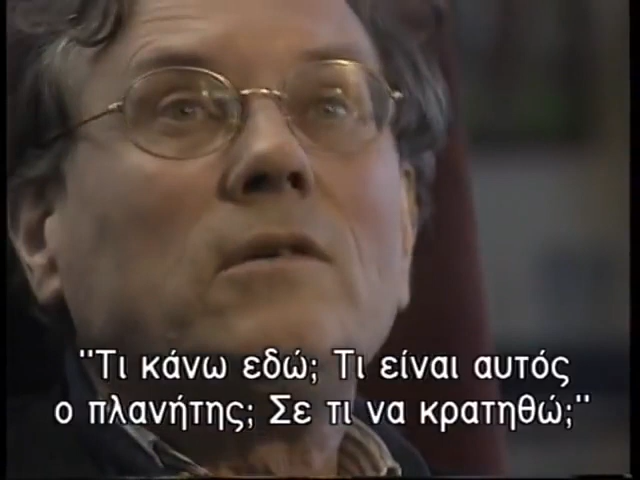 "Τι κάνω εδώ; Τι είναι αυτός
ο πλανήτης; Σε τι να κρατηθώ;"